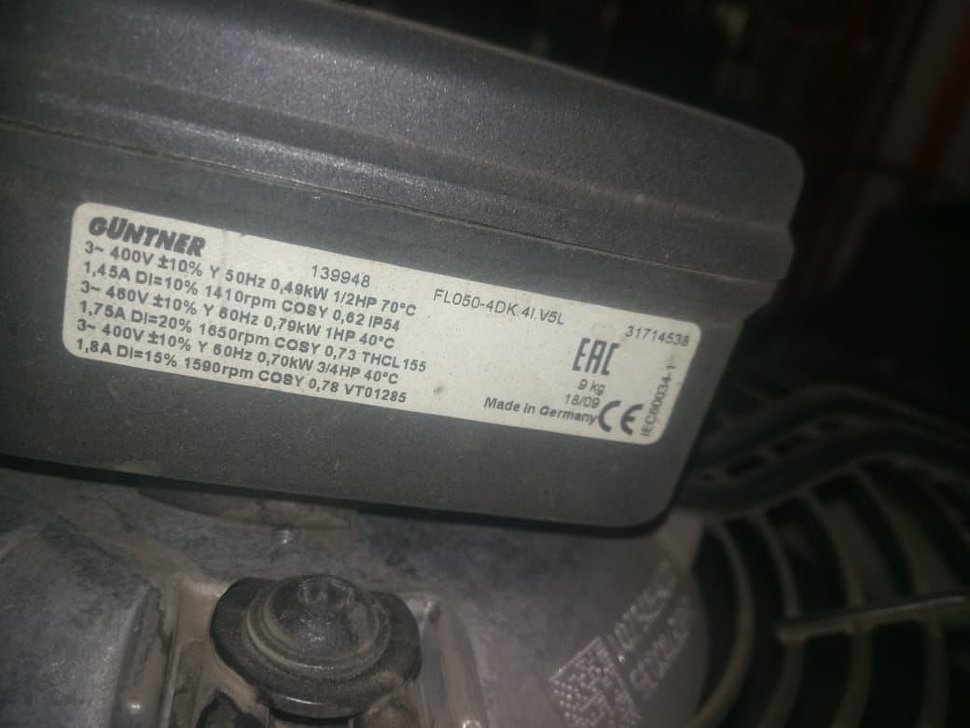 GÜNTNER
139948
FL050-4DK.4I.V5L
31714538
3~ 400V ±10% Y 50Hz 0,49kW 1/2HP 70°C
1,45A DI=10% 1410rpm COSY 0,62 IP54
3~ 460V ±10% Y 60Hz 0,79kW 1HP 40°C
1,75A DI=20% 1650rpm COSY 0,73 THCL155
3~ 400V ±10% Y 60Hz 0,70kW 3/4HP 40°C
1,8A DI=15% 1590rpm COSY 0,78 VT01285
EAC
9 kg
18/09
Made in Germany
CE
IEC60034-1